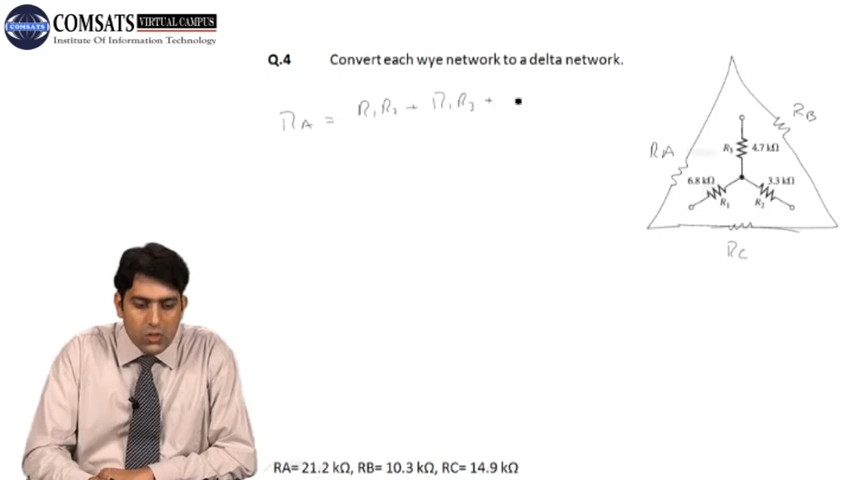 COMSATS
COMSATS VIRTUAL CAMPUS
Institute Of Information Technology
Q.4 Convert each wye network to a delta network.
RA = R1R2 + R1R3 +
RB
RA
R3 4.7 kΩ
6.8 kΩ 3.3 kΩ
R1 R2
RC
RA= 21.2 kΩ, RB= 10.3 kΩ, RC= 14.9 kΩ